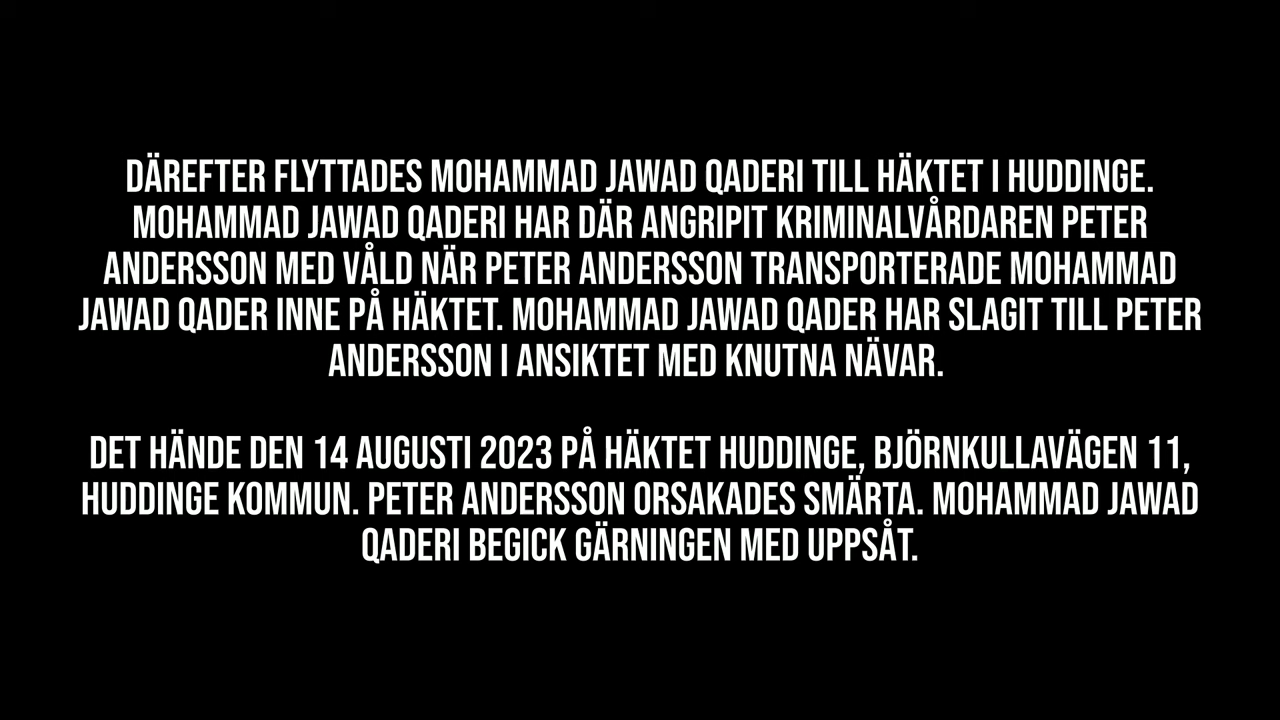 DÄREFTER FLYTTADES MOHAMMAD JAWAD QADERI TILL HÄKTET I HUDDINGE.
MOHAMMAD JAWAD QADERI HAR DÄR ANGRIPIT KRIMINALVÅRDAREN PETER
ANDERSSON MED VÅLD NÄR PETER ANDERSSON TRANSPORTERADE MOHAMMAD
JAWAD QADER INNE PÅ HÄKTET. MOHAMMAD JAWAD QADER HAR SLAGIT TILL PETER
ANDERSSON I ANSIKTET MED KNUTNA NÄVAR.
DET HÄNDE DEN 14 AUGUSTI 2023 PÅ HÄKTET HUDDINGE, BJÖRNKULLAVÄGEN 11,
HUDDINGE KOMMUN. PETER ANDERSSON ORSAKADES SMÄRTA. MOHAMMAD JAWAD
QADERI BEGICK GÄRNINGEN MED UPPSÅT.